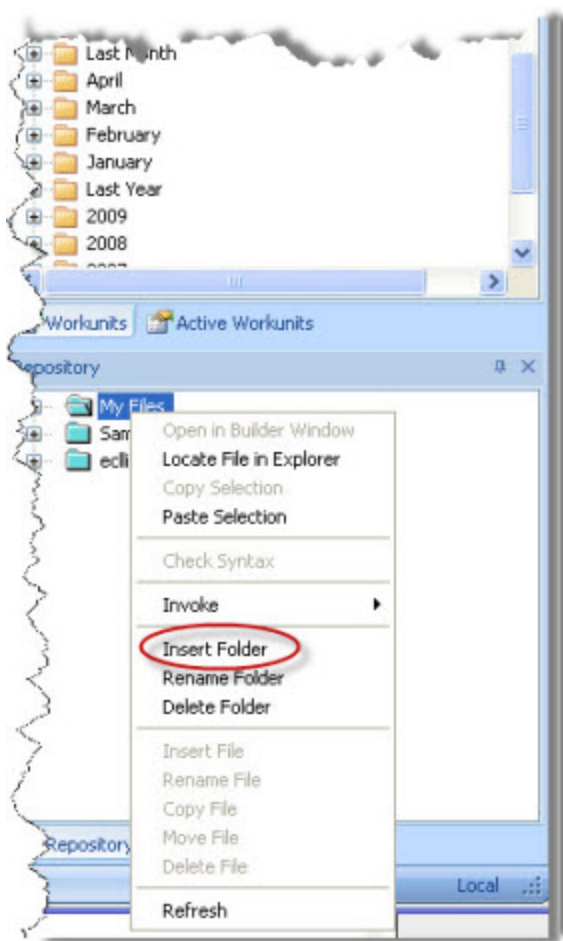 Last Month
April
March
February
January
Last Year
2009
2008
Workunits Active Workunits
Repository
My Files
Sam
eclli
Open in Builder Window
Locate File in Explorer
Copy Selection
Paste Selection
Check Syntax
Invoke
Insert Folder
Rename Folder
Delete Folder
Insert File
Rename File
Copy File
Move File
Delete File
Refresh
Repository
Local